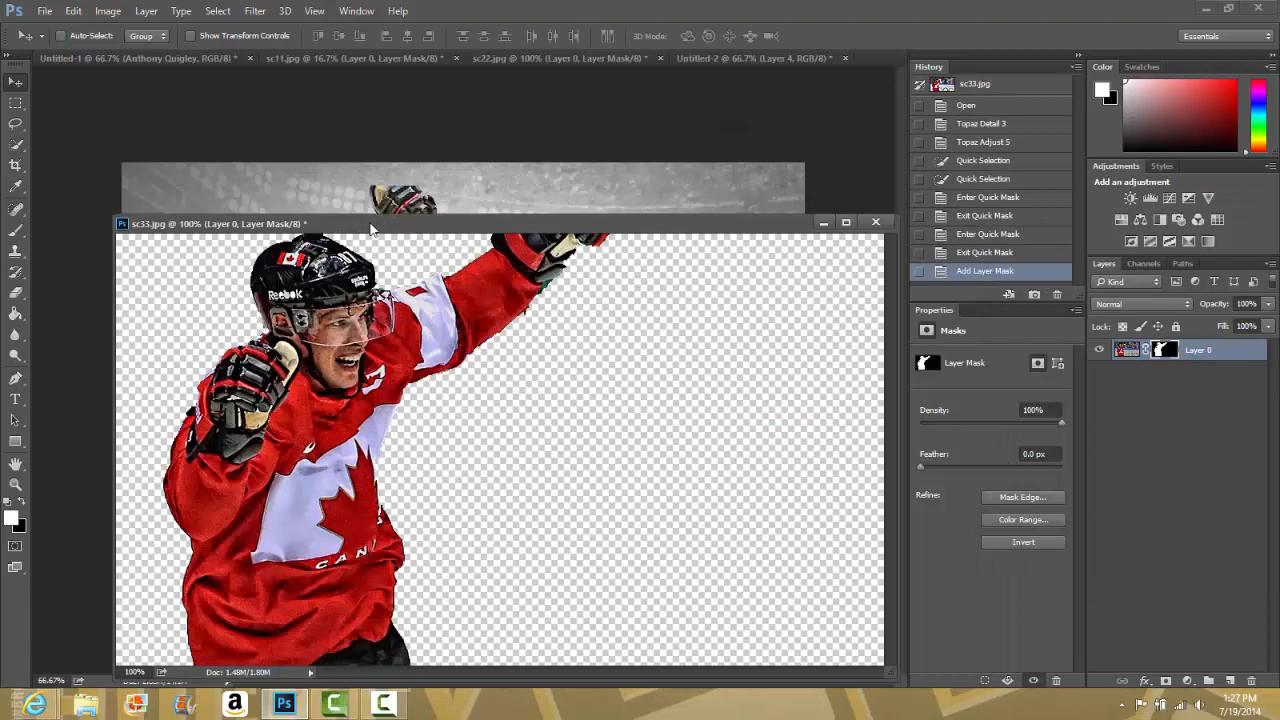 Ps File Edit Image Layer Type Select Filter 3D View Window Help
Auto-Select: Group Show Transform Controls 3D Mode: Essentials
Untitled-1 @ 66.7% (Anthony Quigley, RGB/8) * × sc11.jpg @ 16.7% (Layer 0, Layer Mask/8) * × sc22.jpg @ 100% (Layer 0, Layer Mask/8) * × Untitled-2 @ 66.7% (Layer 4, RGB/8) * ×
History
sc33.jpg
Open
Topaz Detail 3
Topaz Adjust 5
Quick Selection
Quick Selection
Enter Quick Mask
Exit Quick Mask
Enter Quick Mask
Exit Quick Mask
Add Layer Mask
Color Swatches
Adjustments Styles
Add an adjustment
Ps sc33.jpg @ 100% (Layer 0, Layer Mask/8) *
Reebok
CANA
Properties
Masks
Layer Mask
Density: 100%
Feather: 0.0 px
Refine: Mask Edge...
Color Range...
Invert
Layers Channels Paths
Kind
Normal Opacity: 100%
Lock: Fill: 100%
Layer 0
100% Doc: 1.48M/1.80M
66.67%
Ps
1:27 PM
7/19/2014